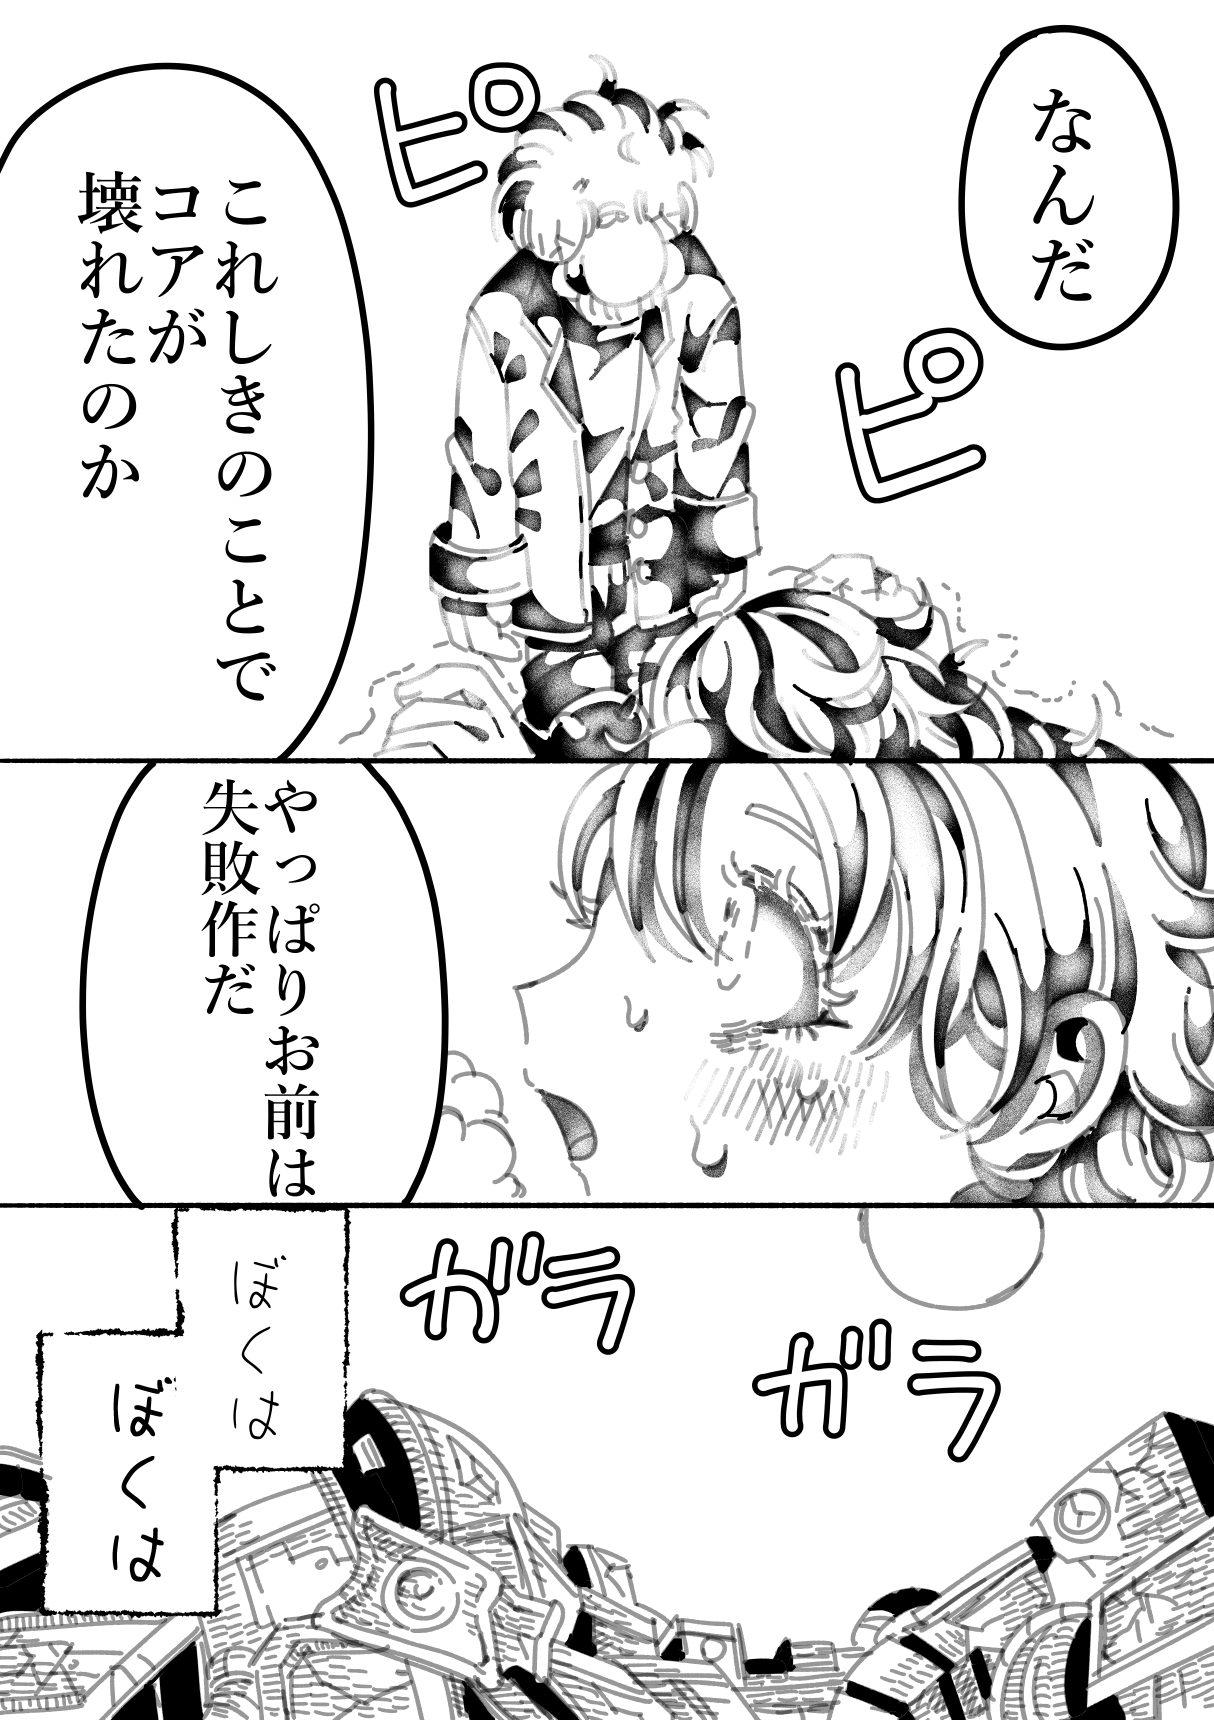 なんだ
ピ
ピ
これしきのことで
コアが
壊れたのか
やっぱりお前は
失敗作だ
ガラ
ガラ
ぼくは
ぼくは